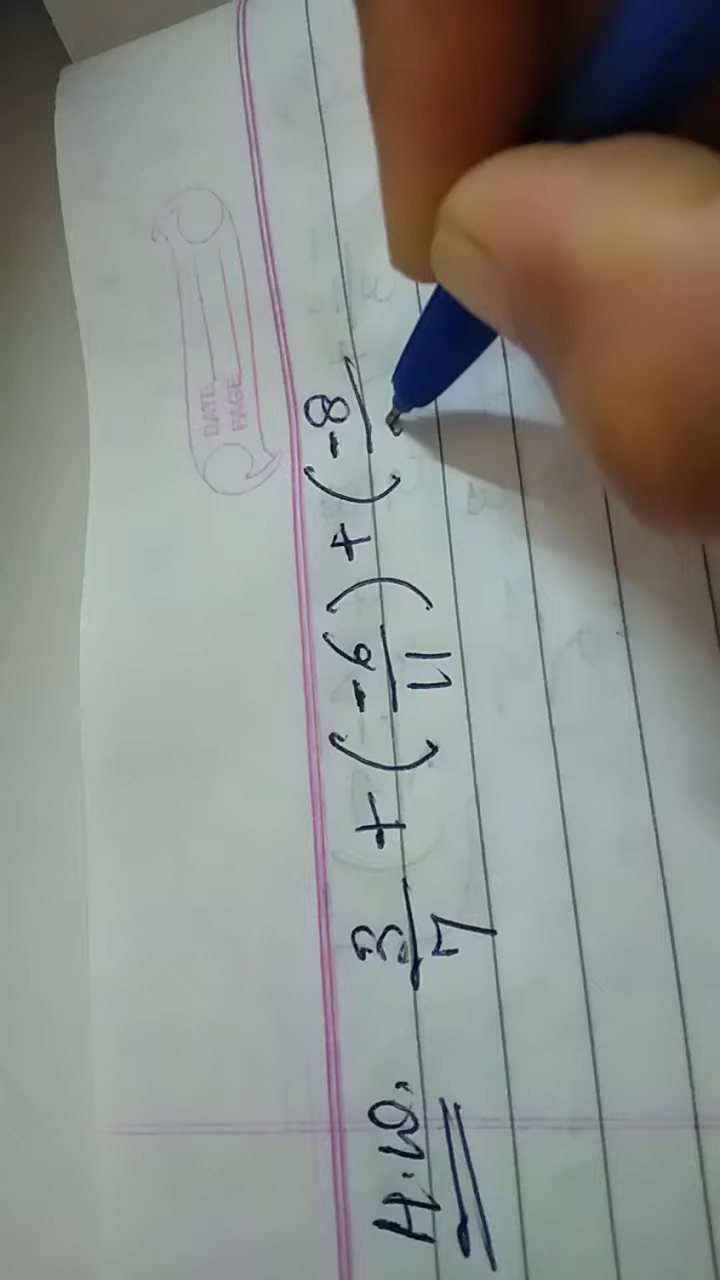 DATE
PAGE
H.W. 3/7 + (-6/11) + (-8/